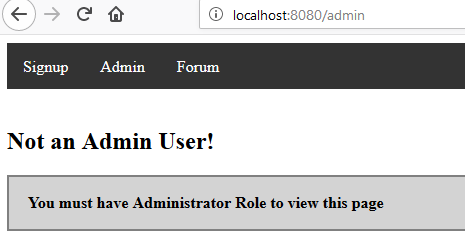 localhost:8080/admin
Signup Admin Forum
Not an Admin User!
You must have Administrator Role to view this page